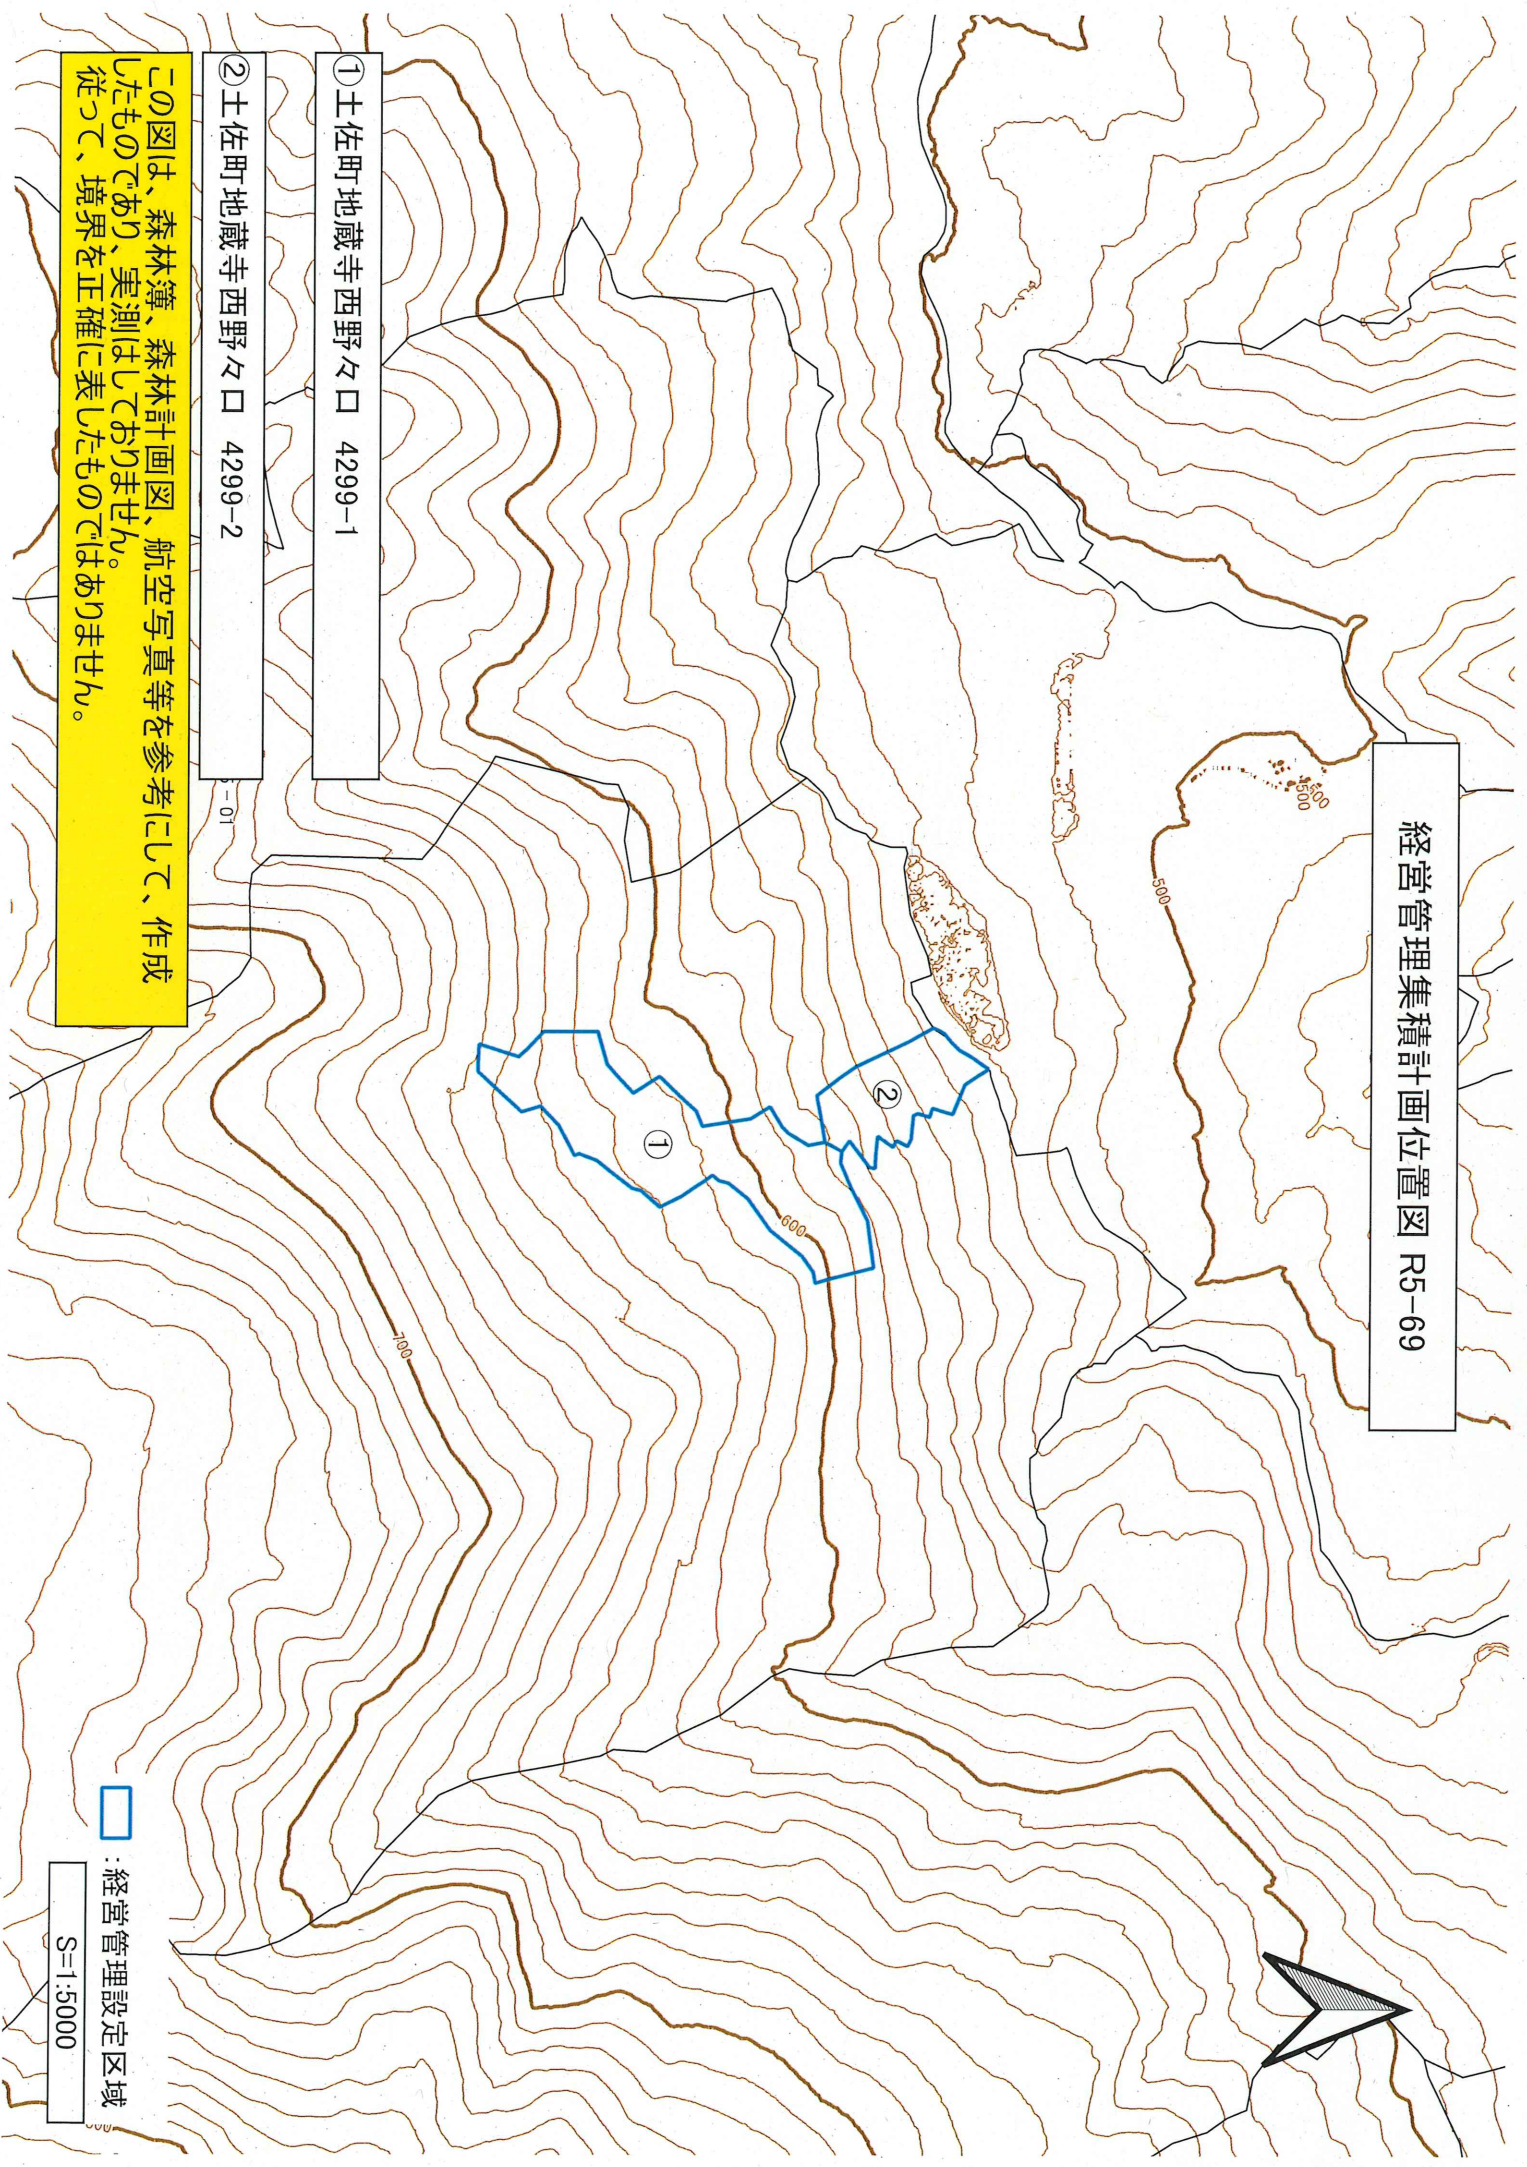 経営管理集積計画位置図 R5-69
500
500
500
②
①
600
700
①土佐町地蔵寺西野々口 4299-1
②土佐町地蔵寺西野々口 4299-2
-01
この図は、森林簿、森林計画図、航空写真等を参考にして、作成
したものであり、実測はしておりません。
従って、境界を正確に表したものではありません。
:経営管理設定区域
S=1:5000